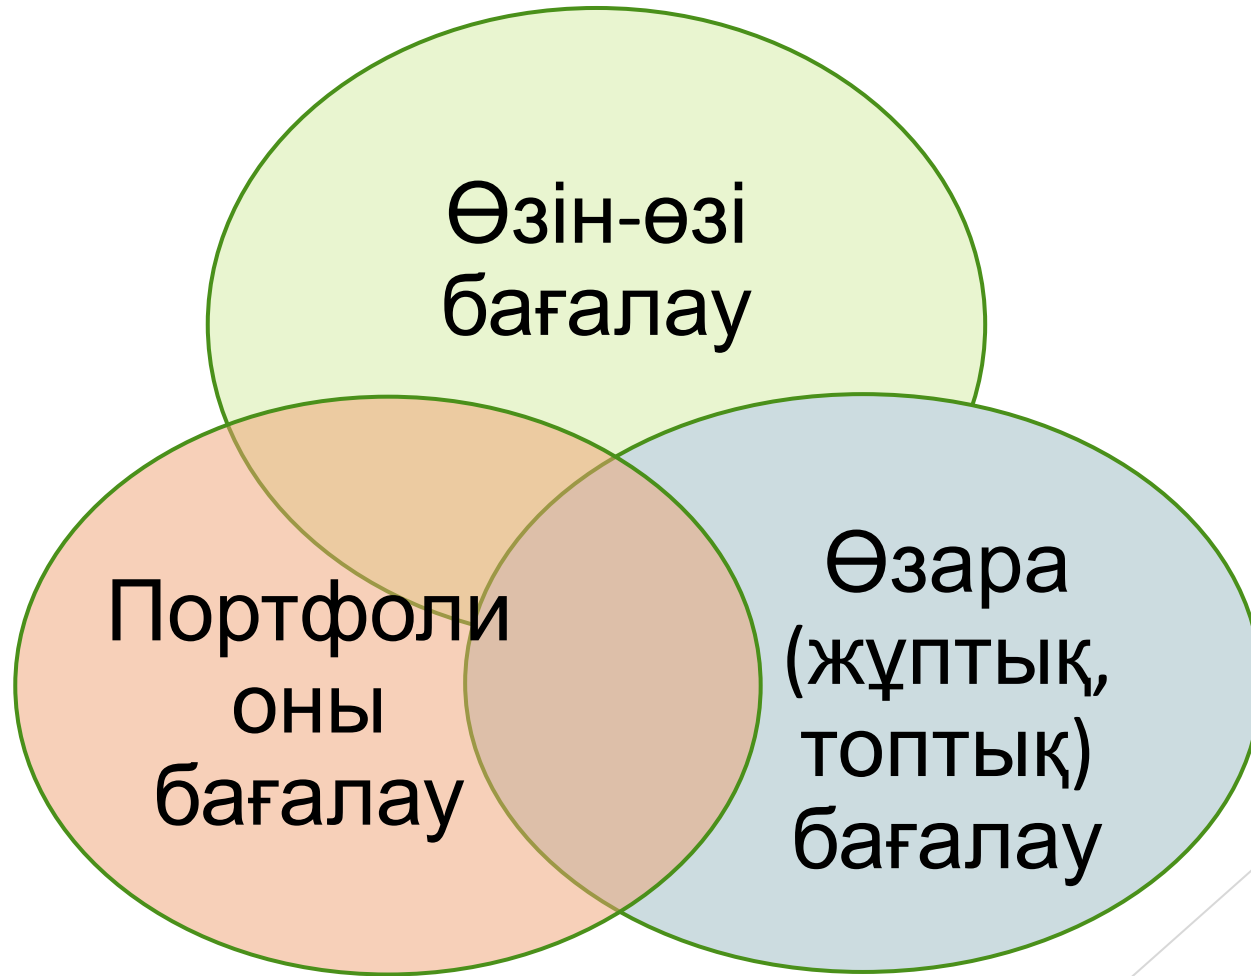 Өзін-өзі
бағалау
Портфоли
оны
бағалау
Өзара
(жұптық,
топтық)
бағалау